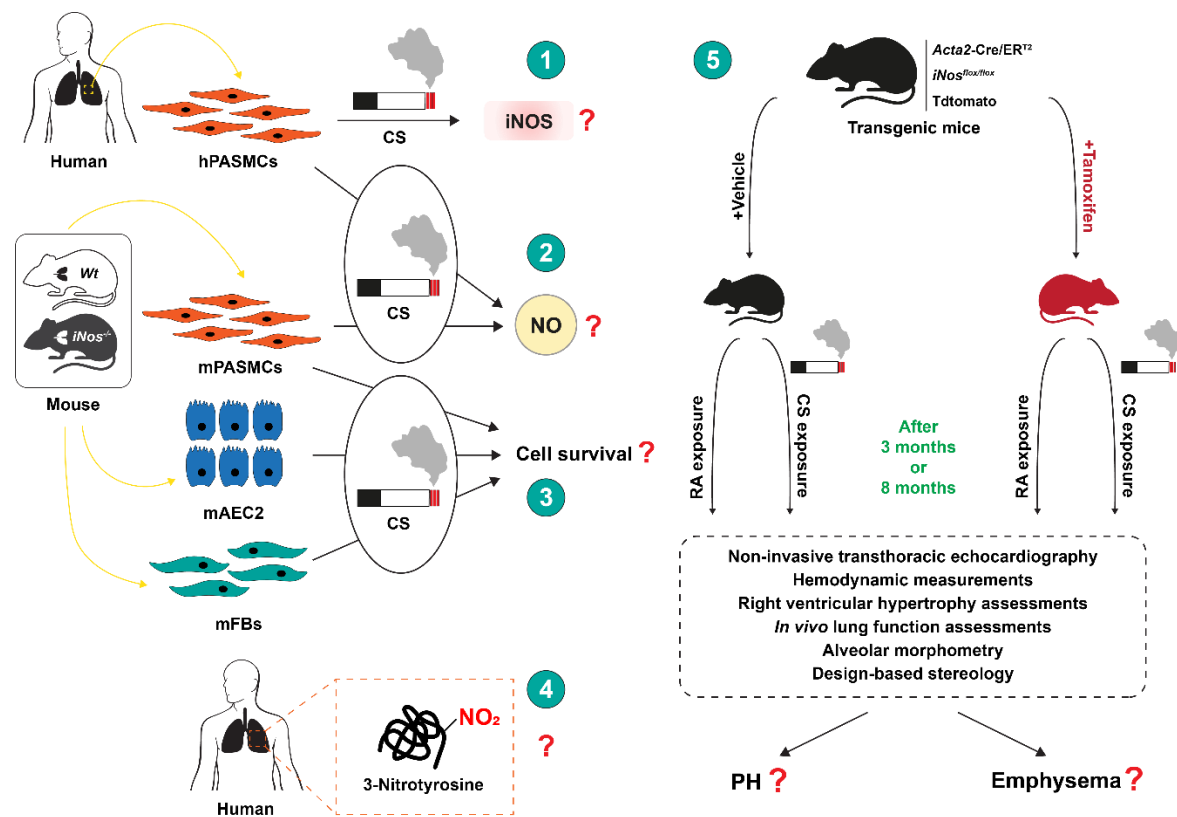 1
CS
iNOS ?
Human
hPASMCs
2
Wt
iNos-/-
CS
NO ?
mPASMCs
Mouse
Cell survival ?
3
CS
mAEC2
mFBs
4
NO₂
?
3-Nitrotyrosine
Human
5
Acta2-Cre/ERᵀ²
iNosflox/flox
Tdtomato
Transgenic mice
+Vehicle
+Tamoxifen
RA exposure
CS exposure
After
3 months
or
8 months
RA exposure
CS exposure
Non-invasive transthoracic echocardiography
Hemodynamic measurements
Right ventricular hypertrophy assessments
In vivo lung function assessments
Alveolar morphometry
Design-based stereology
PH ?
Emphysema ?